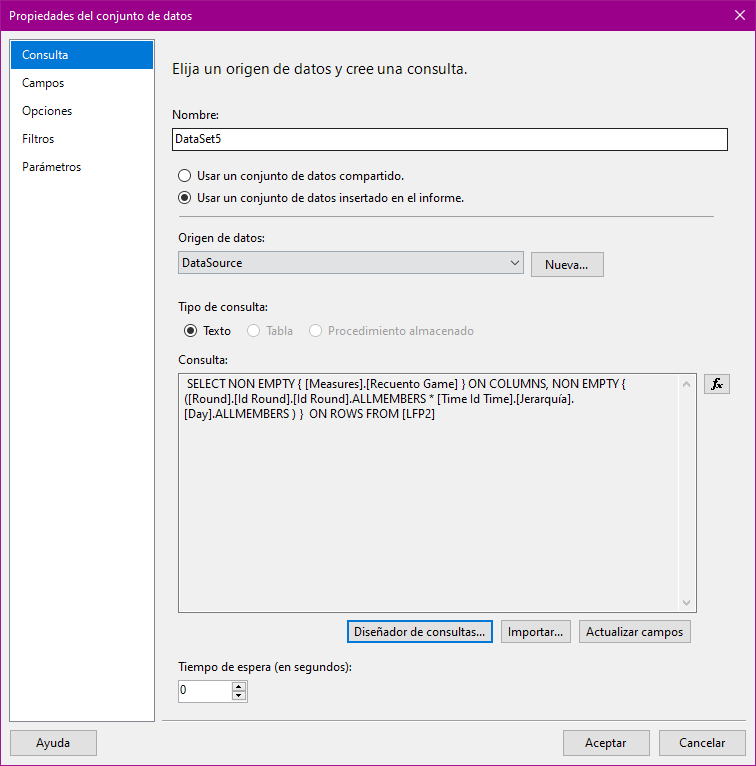 Propiedades del conjunto de datos
Consulta
Campos
Opciones
Filtros
Parámetros
Elija un origen de datos y cree una consulta.
Nombre:
DataSet5
Usar un conjunto de datos compartido.
Usar un conjunto de datos insertado en el informe.
Origen de datos:
DataSource
Nueva...
Tipo de consulta:
Texto Tabla Procedimiento almacenado
Consulta:
SELECT NON EMPTY { [Measures].[Recuento Game] } ON COLUMNS, NON EMPTY {
([Round].[Id Round].[Id Round].ALLMEMBERS * [Time Id Time].[Jerarquía].
[Day].ALLMEMBERS ) } ON ROWS FROM [LFP2]
fx
Diseñador de consultas... Importar... Actualizar campos
Tiempo de espera (en segundos):
0
Ayuda Aceptar Cancelar